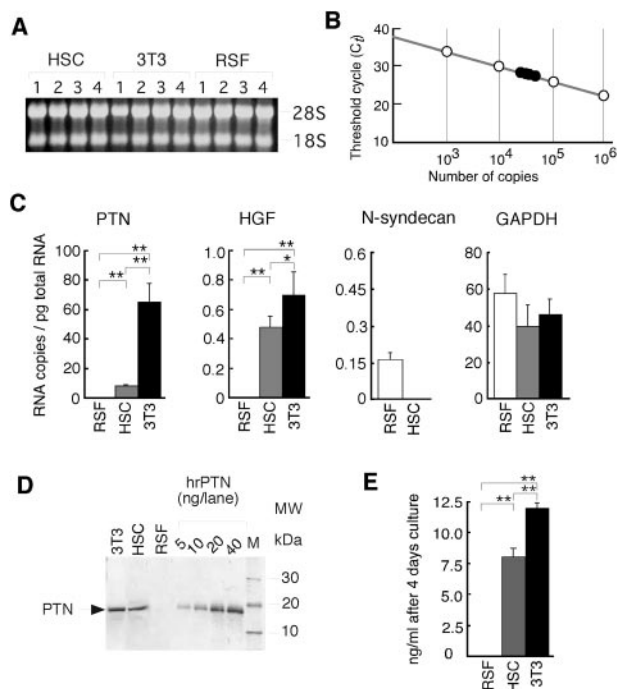 A
HSC 3T3 RSF
1 2 3 4 1 2 3 4 1 2 3 4
28S
18S
B
Threshold cycle (Ct)
40
30
20
10
10³ 10⁴ 10⁵ 10⁶
Number of copies
C
RNA copies / pg total RNA
PTN
100
80
60
40
20
0
**
**
**
RSF HSC 3T3
HGF
1.0
0.8
0.6
0.4
0.2
0
**
** *
RSF HSC 3T3
N-syndecan
0.6
0.45
0.3
0.15
0
RSF HSC
GAPDH
80
60
40
20
0
RSF HSC 3T3
D
hrPTN
(ng/lane)
MW
kDa
3T3 HSC RSF 5 10 20 40 M
PTN
30
20
10
E
ng/ml after 4 days culture
12.5
10.0
7.5
5.0
2.5
0
**
**
**
RSF HSC 3T3